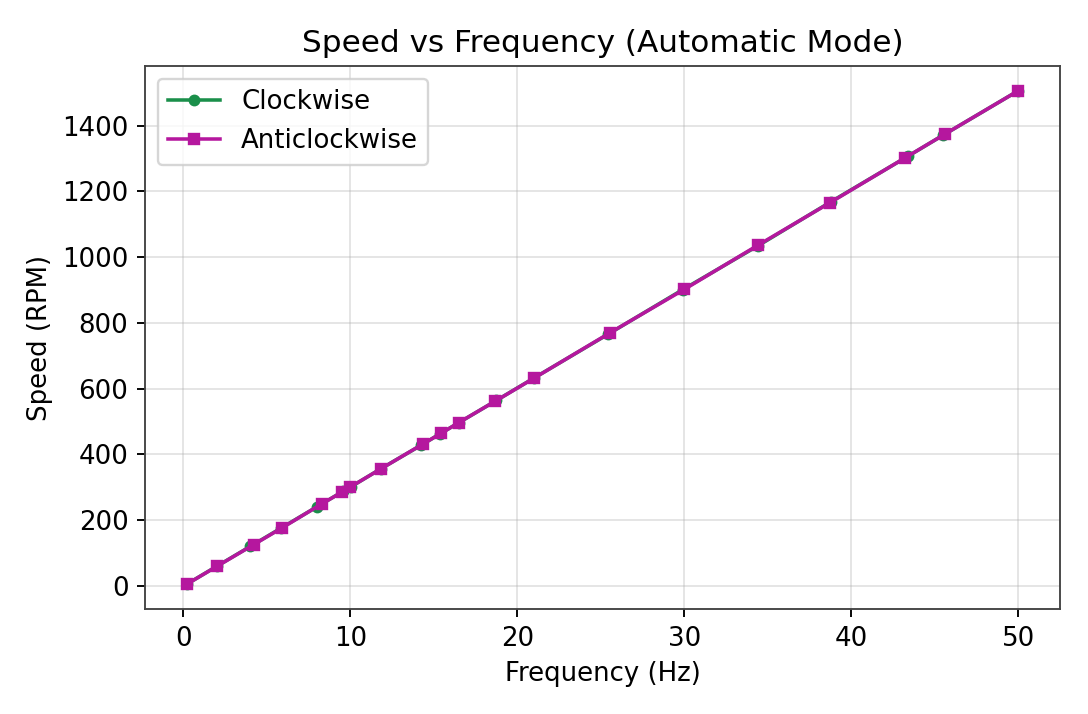 Speed vs Frequency (Automatic Mode)
Clockwise
Anticlockwise
Speed (RPM)
1400
1200
1000
800
600
400
200
0
0 10 20 30 40 50
Frequency (Hz)